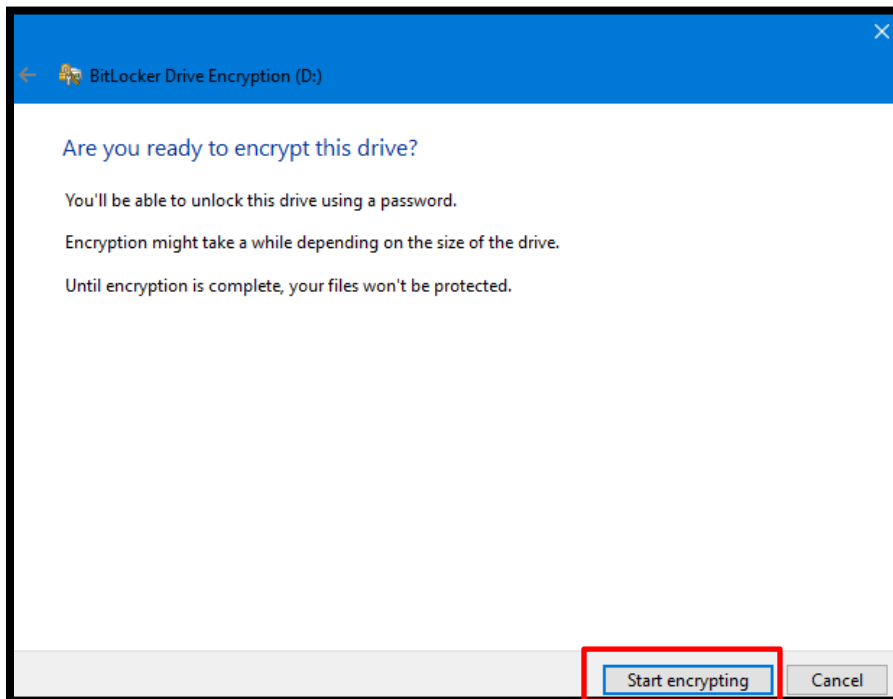 BitLocker Drive Encryption (D:)
Are you ready to encrypt this drive?
You'll be able to unlock this drive using a password.
Encryption might take a while depending on the size of the drive.
Until encryption is complete, your files won't be protected.
Start encrypting
Cancel